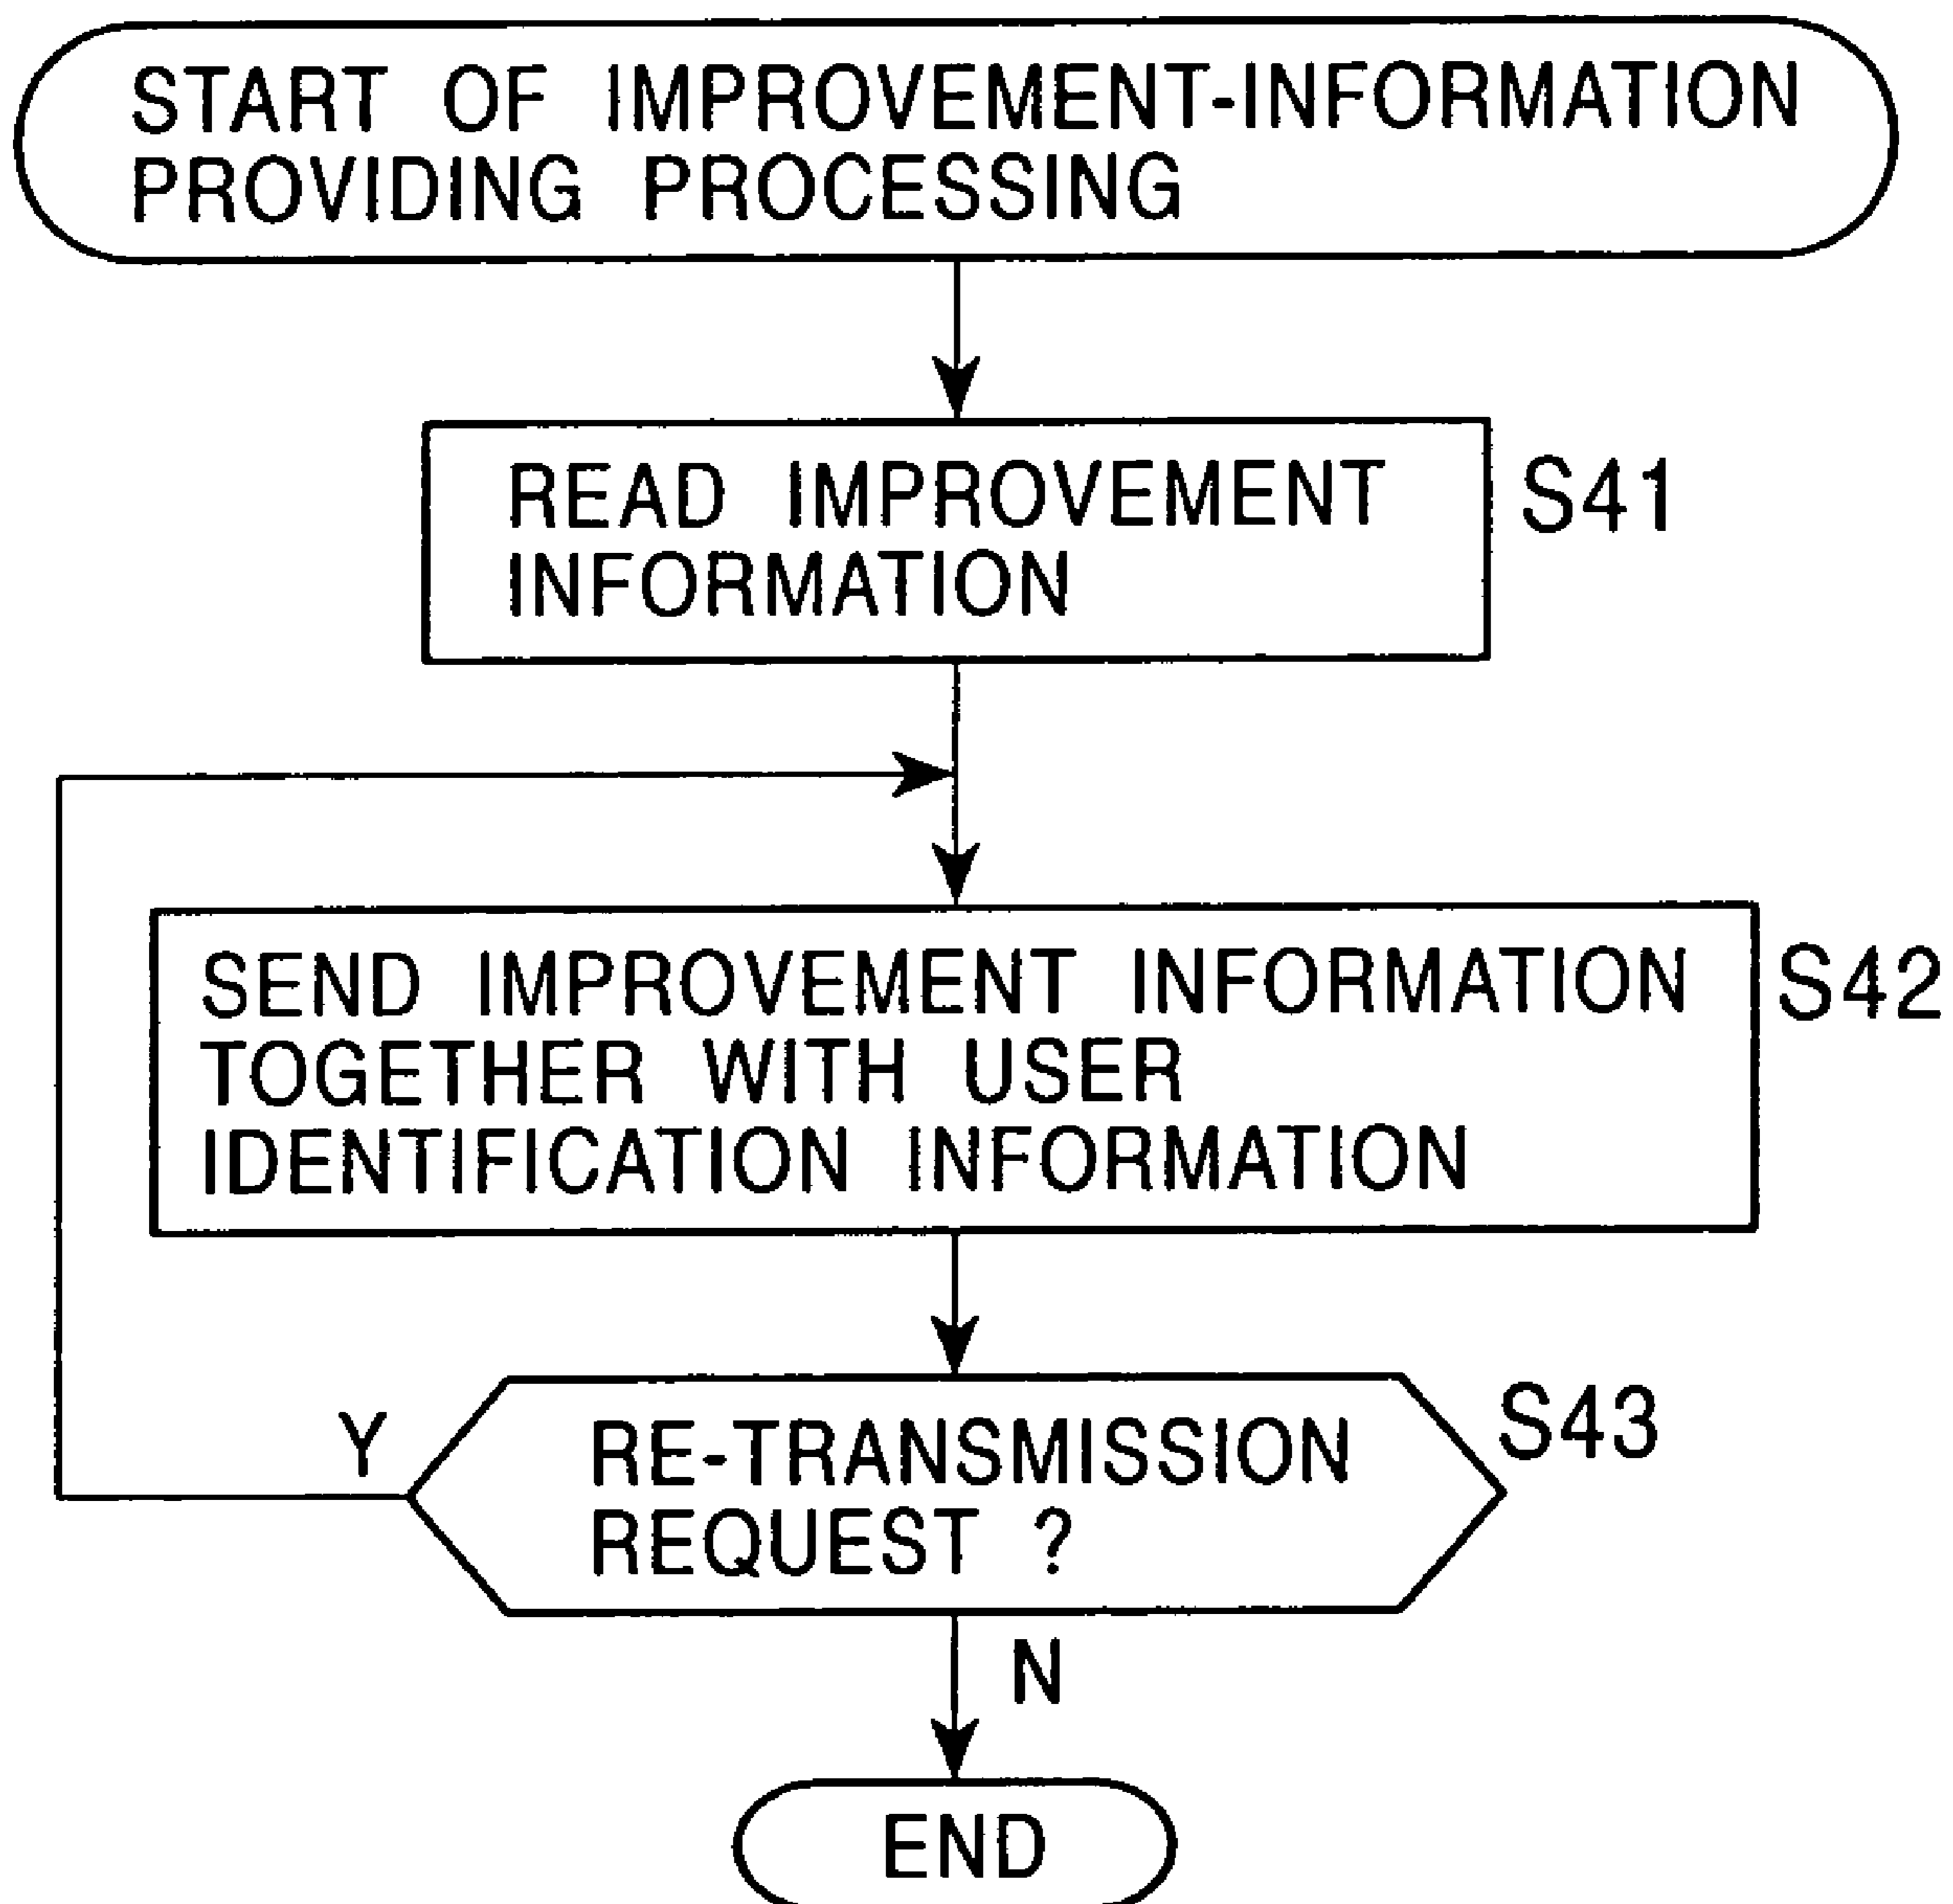 START OF IMPROVEMENT-INFORMATION
PROVIDING PROCESSING
READ IMPROVEMENT
INFORMATION
S41
SEND IMPROVEMENT INFORMATION
TOGETHER WITH USER
IDENTIFICATION INFORMATION
S42
Y
RE-TRANSMISSION
REQUEST ?
S43
N
END